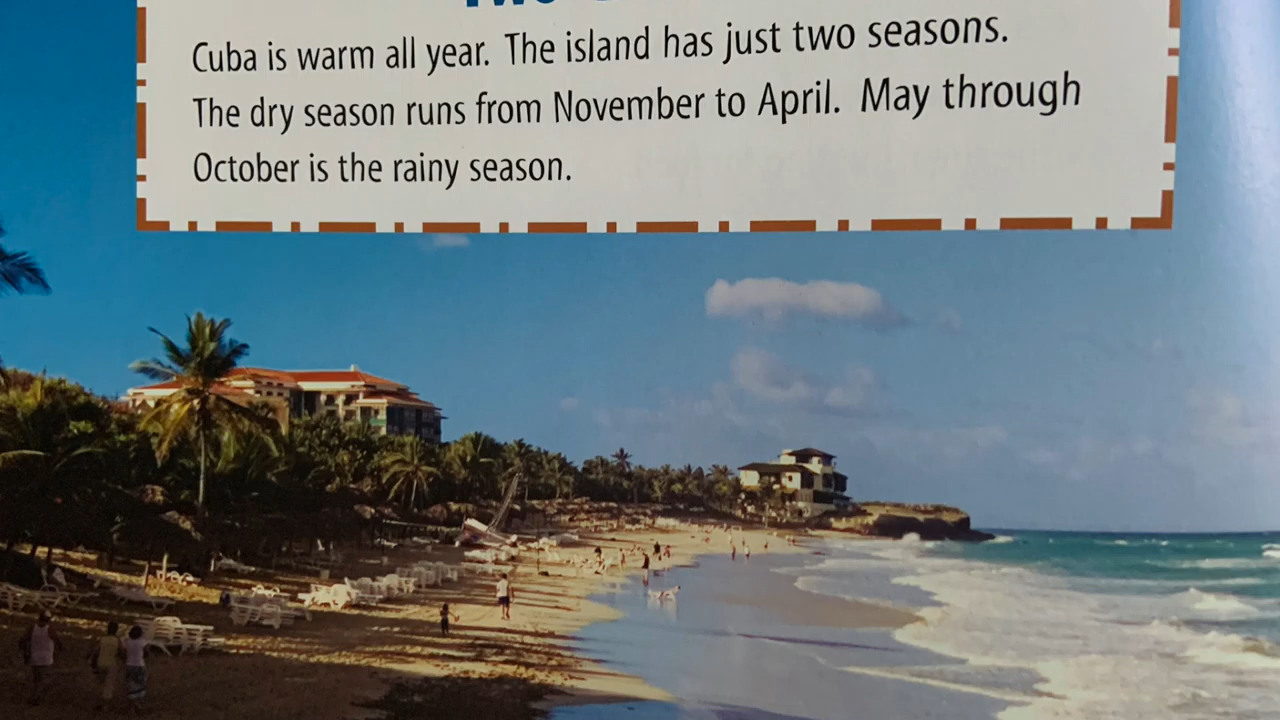 Cuba is warm all year. The island has just two seasons.
The dry season runs from November to April. May through
October is the rainy season.